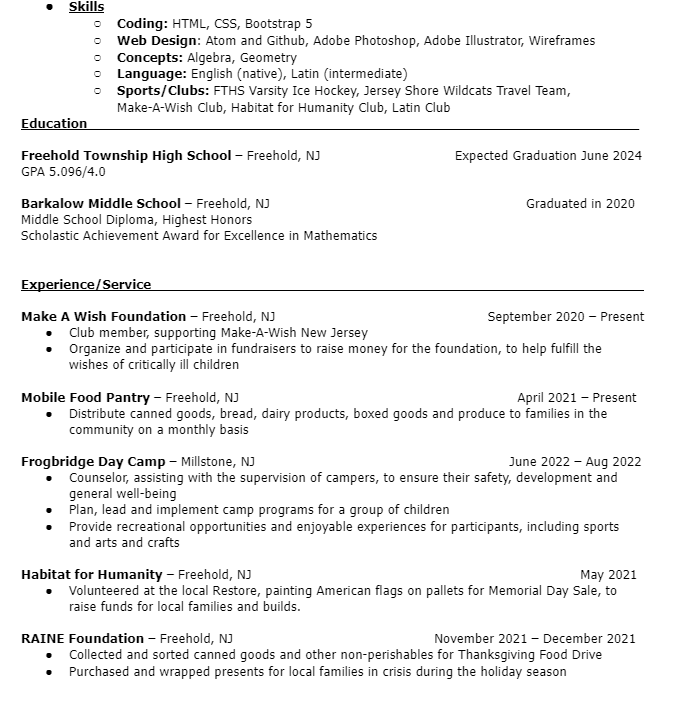 ● Skills
○ Coding: HTML, CSS, Bootstrap 5
○ Web Design: Atom and Github, Adobe Photoshop, Adobe Illustrator, Wireframes
○ Concepts: Algebra, Geometry
○ Language: English (native), Latin (intermediate)
○ Sports/Clubs: FTHS Varsity Ice Hockey, Jersey Shore Wildcats Travel Team,
Make-A-Wish Club, Habitat for Humanity Club, Latin Club
Education
Freehold Township High School – Freehold, NJ Expected Graduation June 2024
GPA 5.096/4.0
Barkalow Middle School – Freehold, NJ Graduated in 2020
Middle School Diploma, Highest Honors
Scholastic Achievement Award for Excellence in Mathematics
Experience/Service
Make A Wish Foundation – Freehold, NJ September 2020 – Present
● Club member, supporting Make-A-Wish New Jersey
● Organize and participate in fundraisers to raise money for the foundation, to help fulfill the
wishes of critically ill children
Mobile Food Pantry – Freehold, NJ April 2021 – Present
● Distribute canned goods, bread, dairy products, boxed goods and produce to families in the
community on a monthly basis
Frogbridge Day Camp – Millstone, NJ June 2022 – Aug 2022
● Counselor, assisting with the supervision of campers, to ensure their safety, development and
general well-being
● Plan, lead and implement camp programs for a group of children
● Provide recreational opportunities and enjoyable experiences for participants, including sports
and arts and crafts
Habitat for Humanity – Freehold, NJ May 2021
● Volunteered at the local Restore, painting American flags on pallets for Memorial Day Sale, to
raise funds for local families and builds.
RAINE Foundation – Freehold, NJ November 2021 – December 2021
● Collected and sorted canned goods and other non-perishables for Thanksgiving Food Drive
● Purchased and wrapped presents for local families in crisis during the holiday season